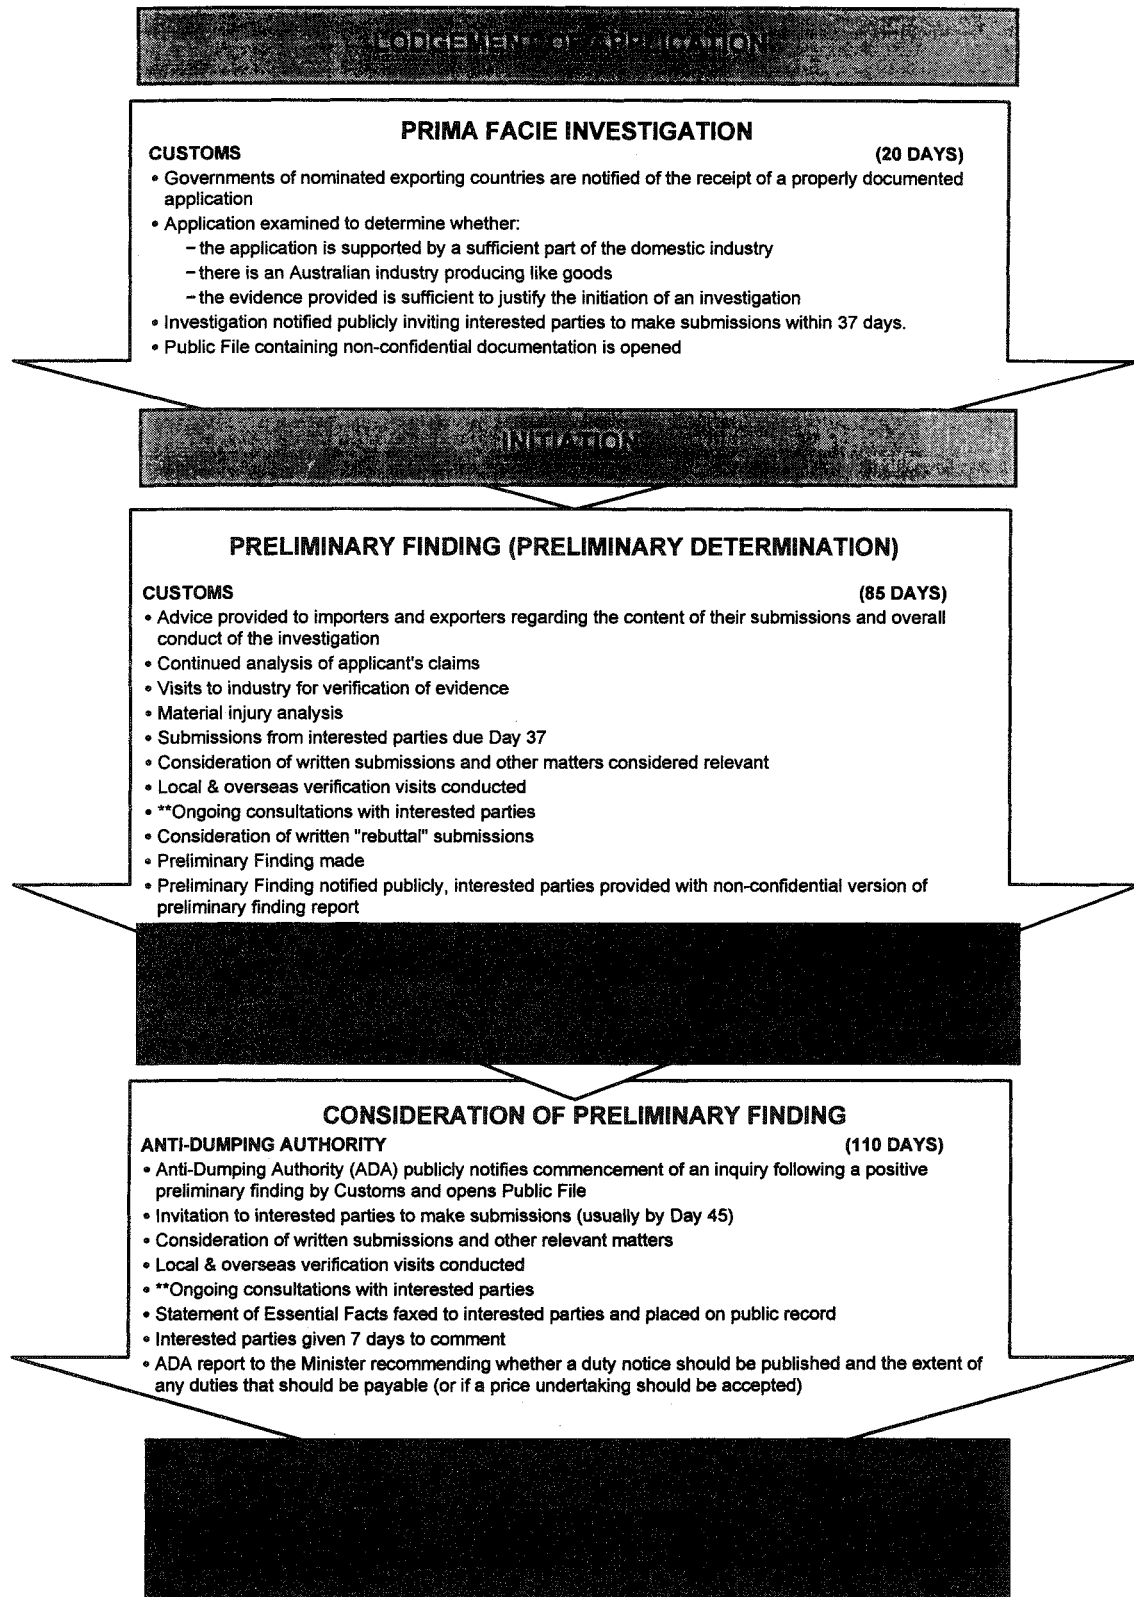 LODGEMENT OF APPLICATION
PRIMA FACIE INVESTIGATION
CUSTOMS (20 DAYS)
• Governments of nominated exporting countries are notified of the receipt of a properly documented
application
• Application examined to determine whether:
– the application is supported by a sufficient part of the domestic industry
– there is an Australian industry producing like goods
– the evidence provided is sufficient to justify the initiation of an investigation
• Investigation notified publicly inviting interested parties to make submissions within 37 days.
• Public File containing non-confidential documentation is opened
INITIATION
PRELIMINARY FINDING (PRELIMINARY DETERMINATION)
CUSTOMS (85 DAYS)
• Advice provided to importers and exporters regarding the content of their submissions and overall
conduct of the investigation
• Continued analysis of applicant's claims
• Visits to industry for verification of evidence
• Material injury analysis
• Submissions from interested parties due Day 37
• Consideration of written submissions and other matters considered relevant
• Local & overseas verification visits conducted
• **Ongoing consultations with interested parties
• Consideration of written "rebuttal" submissions
• Preliminary Finding made
• Preliminary Finding notified publicly, interested parties provided with non-confidential version of
preliminary finding report
CONSIDERATION OF PRELIMINARY FINDING
ANTI-DUMPING AUTHORITY (110 DAYS)
• Anti-Dumping Authority (ADA) publicly notifies commencement of an inquiry following a positive
preliminary finding by Customs and opens Public File
• Invitation to interested parties to make submissions (usually by Day 45)
• Consideration of written submissions and other relevant matters
• Local & overseas verification visits conducted
• **Ongoing consultations with interested parties
• Statement of Essential Facts faxed to interested parties and placed on public record
• Interested parties given 7 days to comment
• ADA report to the Minister recommending whether a duty notice should be published and the extent of
any duties that should be payable (or if a price undertaking should be accepted)